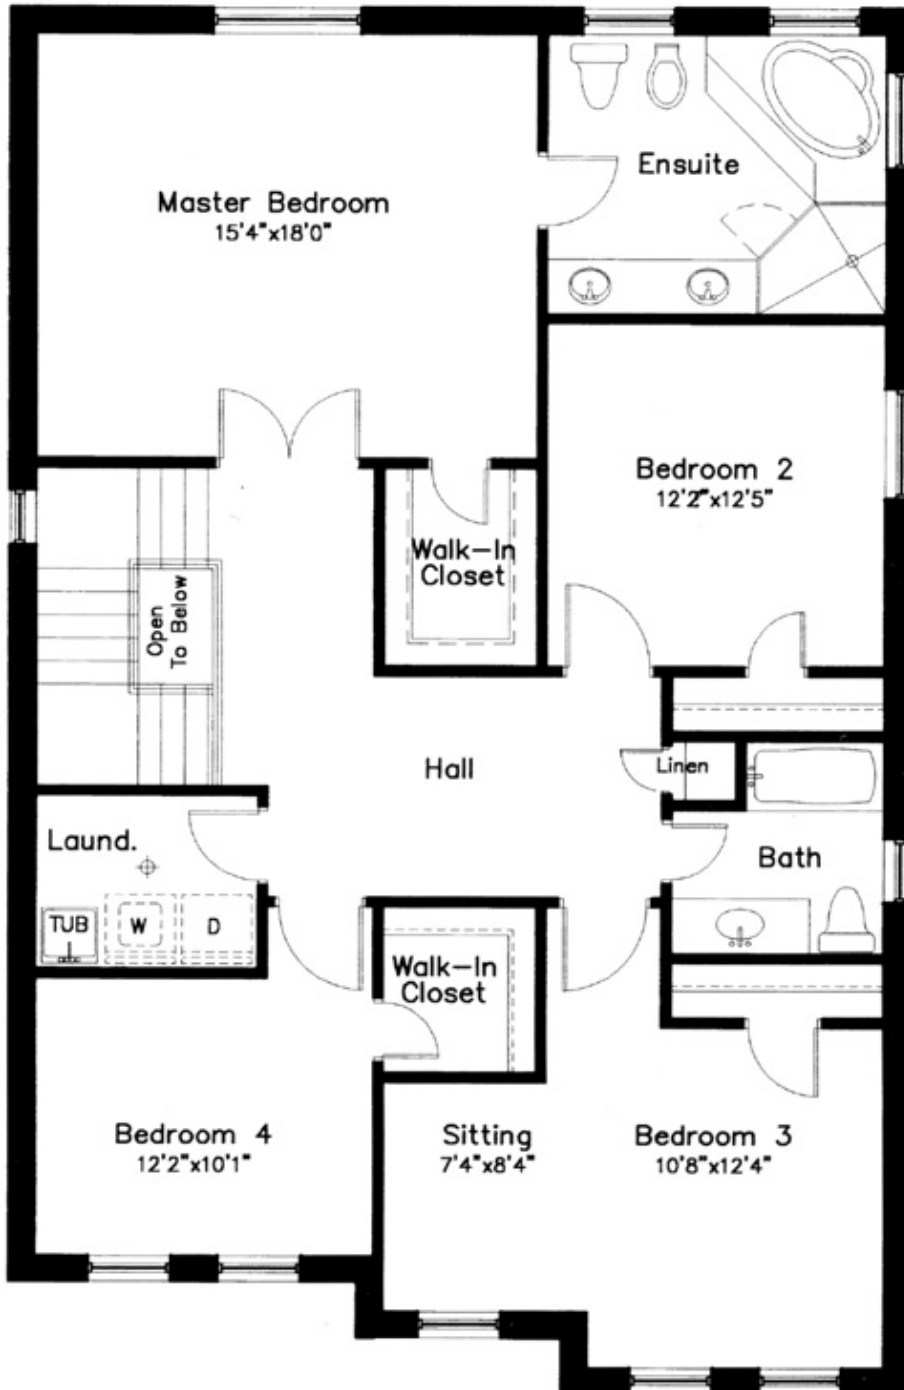 Master Bedroom
15'4"x18'0"
Ensuite
Bedroom 2
12'2"x12'5"
Walk-In
Closet
Open
To Below
Hall
Linen
Laund.
Bath
TUB
W
D
Walk-In
Closet
Bedroom 4
12'2"x10'1"
Sitting
7'4"x8'4"
Bedroom 3
10'8"x12'4"